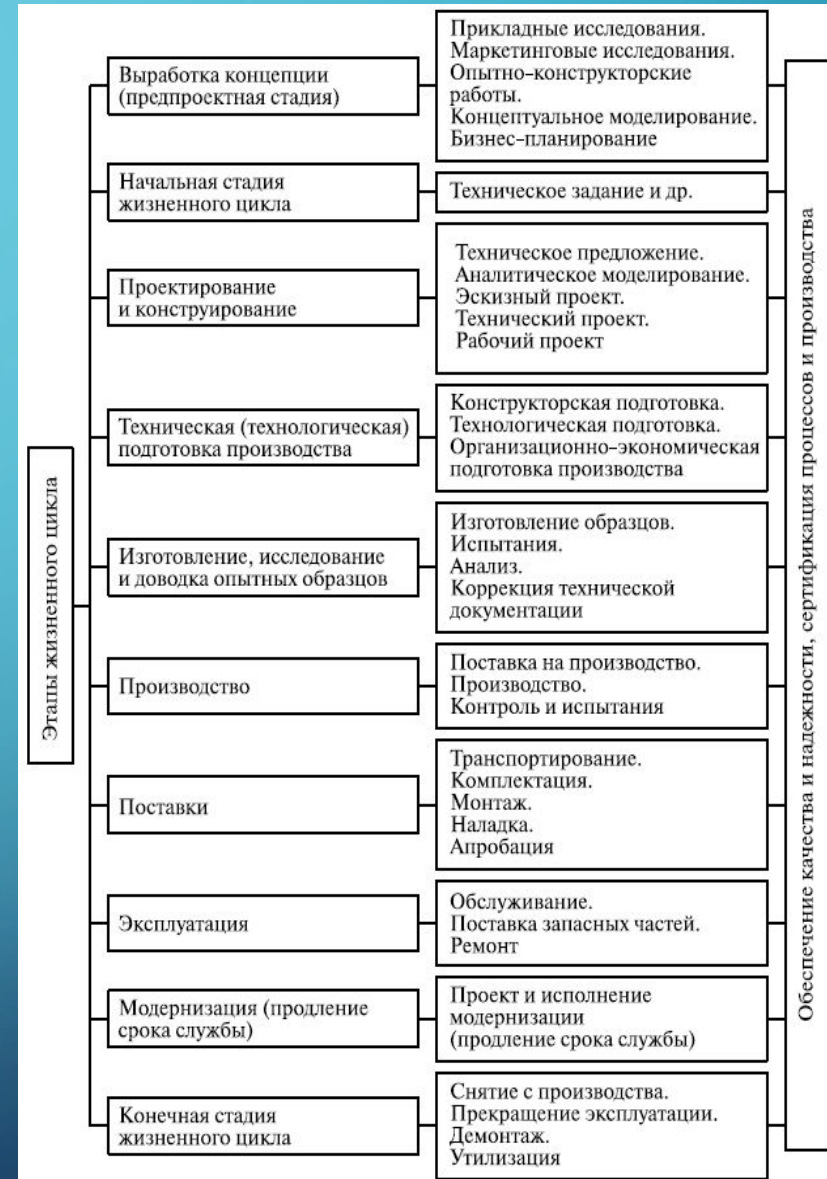 Этапы жизненного цикла
Выработка концепции
(предпроектная стадия)
Прикладные исследования.
Маркетинговые исследования.
Опытно-конструкторские
работы.
Концептуальное моделирование.
Бизнес-планирование
Начальная стадия
жизненного цикла
Техническое задание и др.
Проектирование
и конструирование
Техническое предложение.
Аналитическое моделирование.
Эскизный проект.
Технический проект.
Рабочий проект
Техническая (технологическая)
подготовка производства
Конструкторская подготовка.
Технологическая подготовка.
Организационно-экономическая
подготовка производства
Изготовление, исследование
и доводка опытных образцов
Изготовление образцов.
Испытания.
Анализ.
Коррекция технической
документации
Производство
Поставка на производство.
Производство.
Контроль и испытания
Поставки
Транспортирование.
Комплектация.
Монтаж.
Наладка.
Апробация
Эксплуатация
Обслуживание.
Поставка запасных частей.
Ремонт
Модернизация (продление
срока службы)
Проект и исполнение
модернизации
(продление срока службы)
Конечная стадия
жизненного цикла
Снятие с производства.
Прекращение эксплуатации.
Демонтаж.
Утилизация
Обеспечение качества и надежности, сертификация процессов и производства